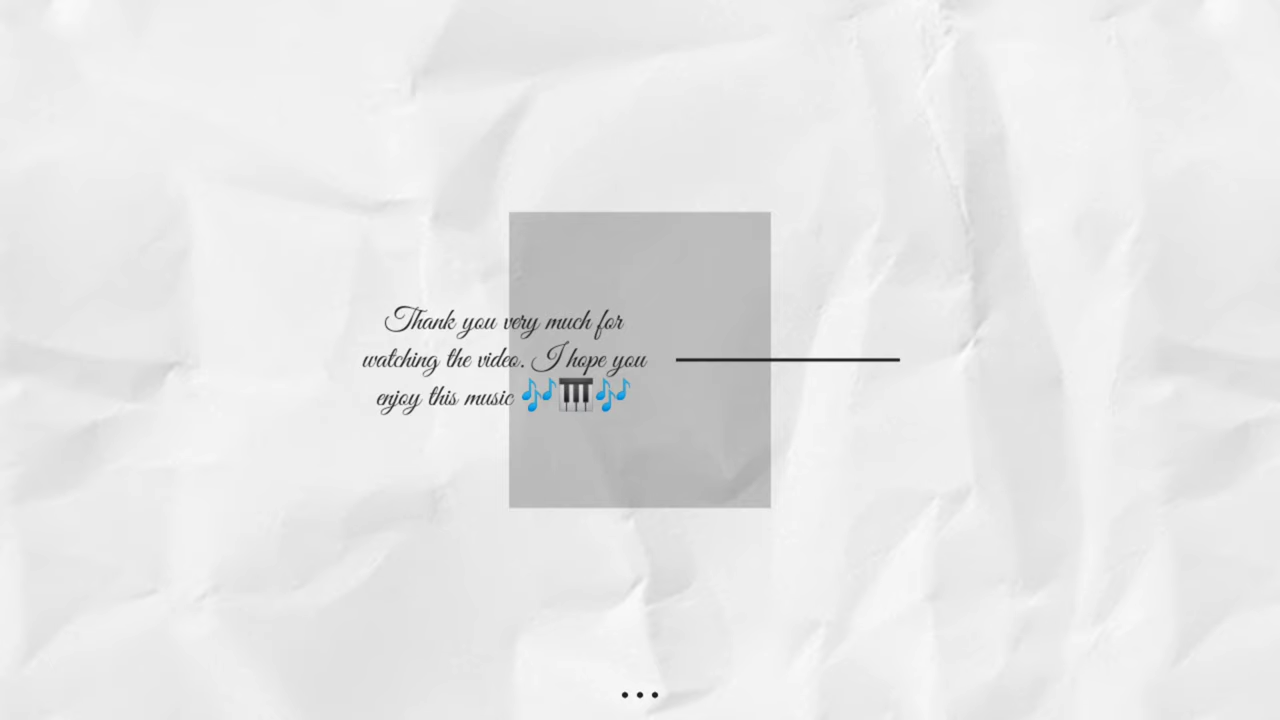 Thank you very much for
watching the video. I hope you
enjoy this music 🎶🎹🎶